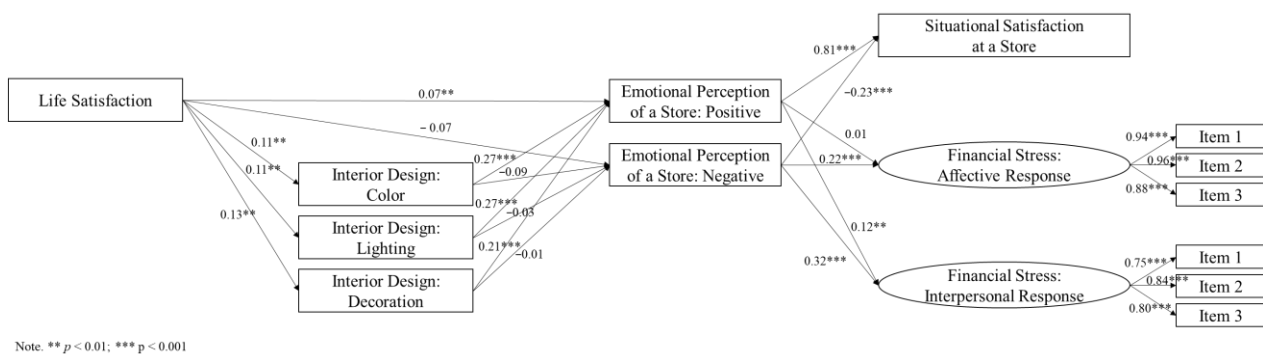 Situational Satisfaction
at a Store
0.81***
Life Satisfaction
0.07**
Emotional Perception
of a Store: Positive
−0.23***
− 0.07
0.01
0.11**
0.11**
0.13**
Interior Design:
Color
0.27***
−0.09
Emotional Perception
of a Store: Negative
0.22***
Financial Stress:
Affective Response
0.94***
Item 1
0.96***
Item 2
0.88***
Item 3
Interior Design:
Lighting
0.27***
−0.03
0.21***
−0.01
0.12**
0.32***
Interior Design:
Decoration
Financial Stress:
Interpersonal Response
0.75***
Item 1
0.84***
Item 2
0.80***
Item 3
Note. ** p < 0.01; *** p < 0.001